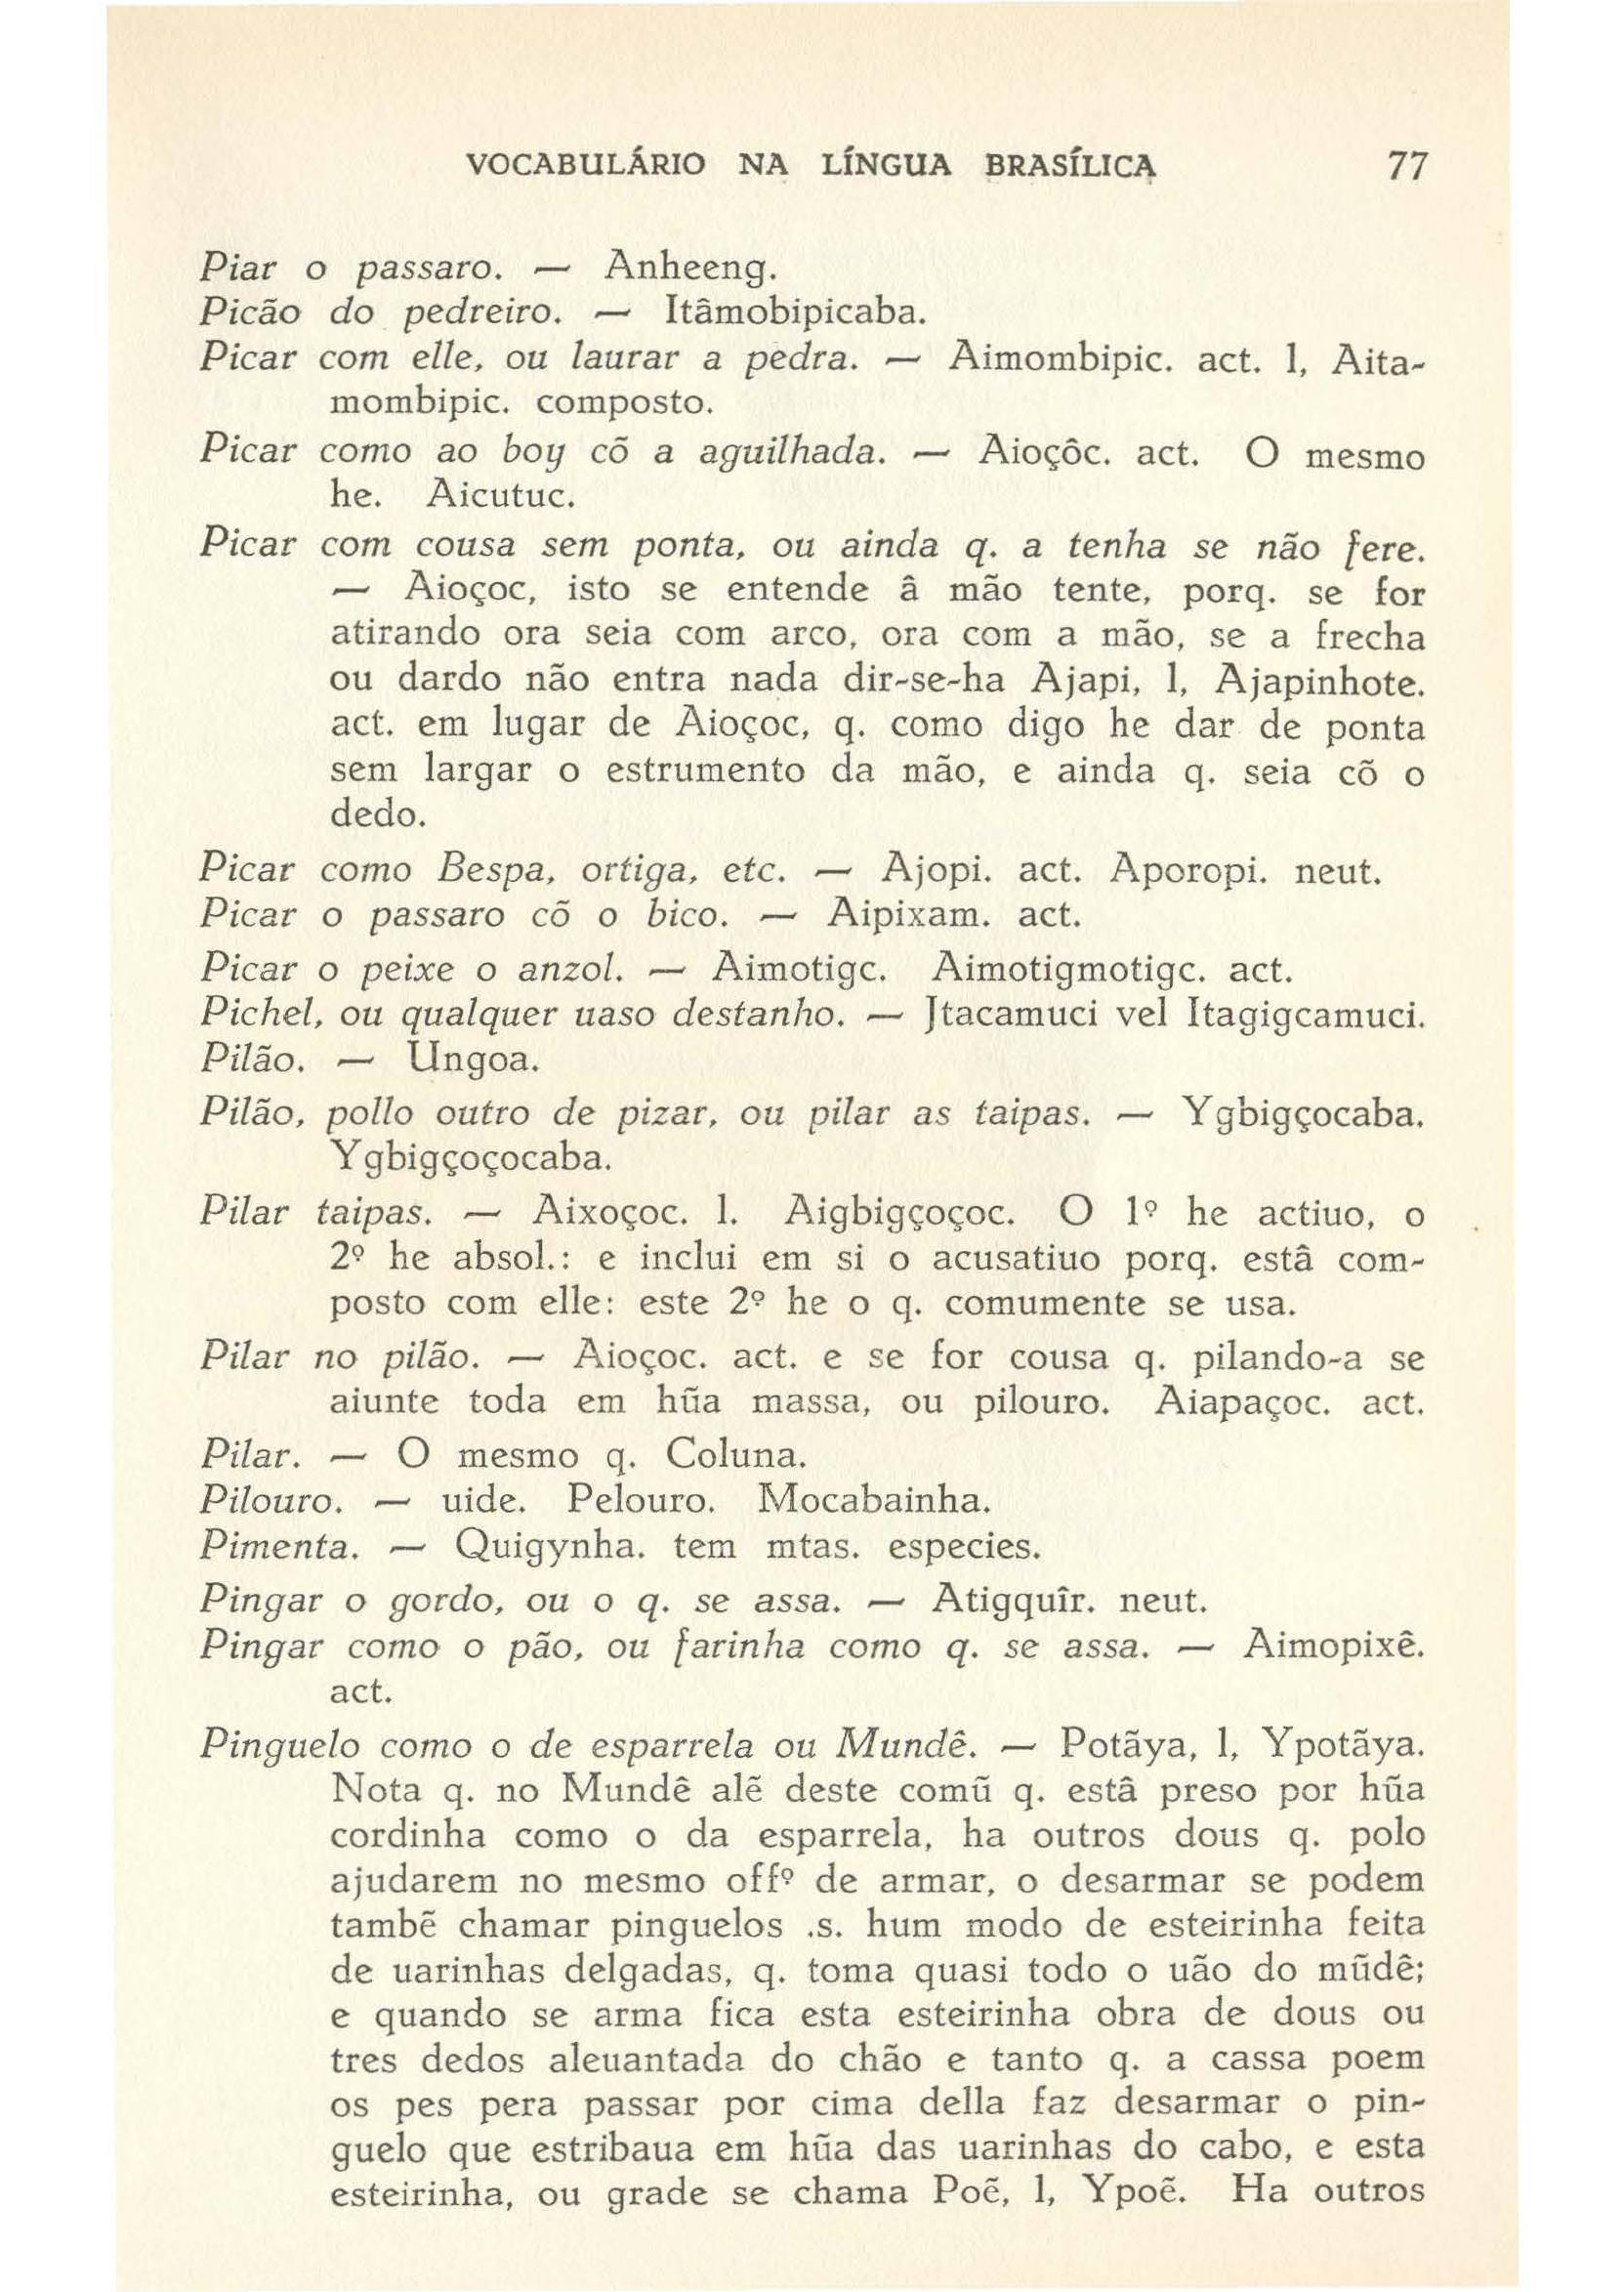 VOCABULÁRIO NA LÍNGUA BRASÍLICA 77
Piar o passaro. — Anheeng.
Picão do pedreiro. — Itâmobipicaba.
Picar com elle, ou laurar a pedra. — Aimombipic. act. l, Aita-
mombipic. composto.
Picar como ao boy cõ a aguilhada. — Aioçôc. act. O mesmo
he. Aicutuc.
Picar com cousa sem ponta, ou ainda q. a tenha se não fere.
— Aioçoc, isto se entende â mão tente, porq. se for
atirando ora seia com arco, ora com a mão, se a frecha
ou dardo não entra nada dir-se-ha Ajapi, l, Ajapinhote.
act. em lugar de Aioçoc, q. como digo he dar de ponta
sem largar o estrumento da mão, e ainda q. seia cõ o
dedo.
Picar como Bespa, ortiga, etc. — Ajopi. act. Aporopi. neut.
Picar o passaro cõ o bico. — Aipixam. act.
Picar o peixe o anzol. — Aimotigc. Aimotigmotigc. act.
Pichel, ou qualquer uaso destanho. — Jtacamuci vel Itagigcamuci.
Pilão. — Ungoa.
Pilão, pollo outro de pizar, ou pilar as taipas. — Ygbigçocaba.
Ygbigçoçocaba.
Pilar taipas. — Aixoçoc. l. Aigbigçoçoc. O 1º he actiuo, o
2º he absol.: e inclui em si o acusatiuo porq. estâ com-
posto com elle: este 2º he o q. comumente se usa.
Pilar no pilão. — Aioçoc. act. e se for cousa q. pilando-a se
aiunte toda em hũa massa, ou pilouro. Aiapaçoc. act.
Pilar. — O mesmo q. Coluna.
Pilouro. — uide. Pelouro. Mocabainha.
Pimenta. — Quigynha. tem mtas. especies.
Pingar o gordo, ou o q. se assa. — Atigquîr. neut.
Pingar como o pão, ou farinha como q. se assa. — Aimopixê.
act.
Pinguelo como o de esparrela ou Mundê. — Potãya, l, Ypotãya.
Nota q. no Mundê alẽ deste comũ q. estâ preso por hũa
cordinha como o da esparrela, ha outros dous q. polo
ajudarem no mesmo offº de armar, o desarmar se podem
tambẽ chamar pinguelos .s. hum modo de esteirinha feita
de uarinhas delgadas, q. toma quasi todo o uão do mũdê;
e quando se arma fica esta esteirinha obra de dous ou
tres dedos aleuantada do chão e tanto q. a cassa poem
os pes pera passar por cima della faz desarmar o pin-
guelo que estribaua em hũa das uarinhas do cabo, e esta
esteirinha, ou grade se chama Poẽ, l, Ypoẽ. Ha outros